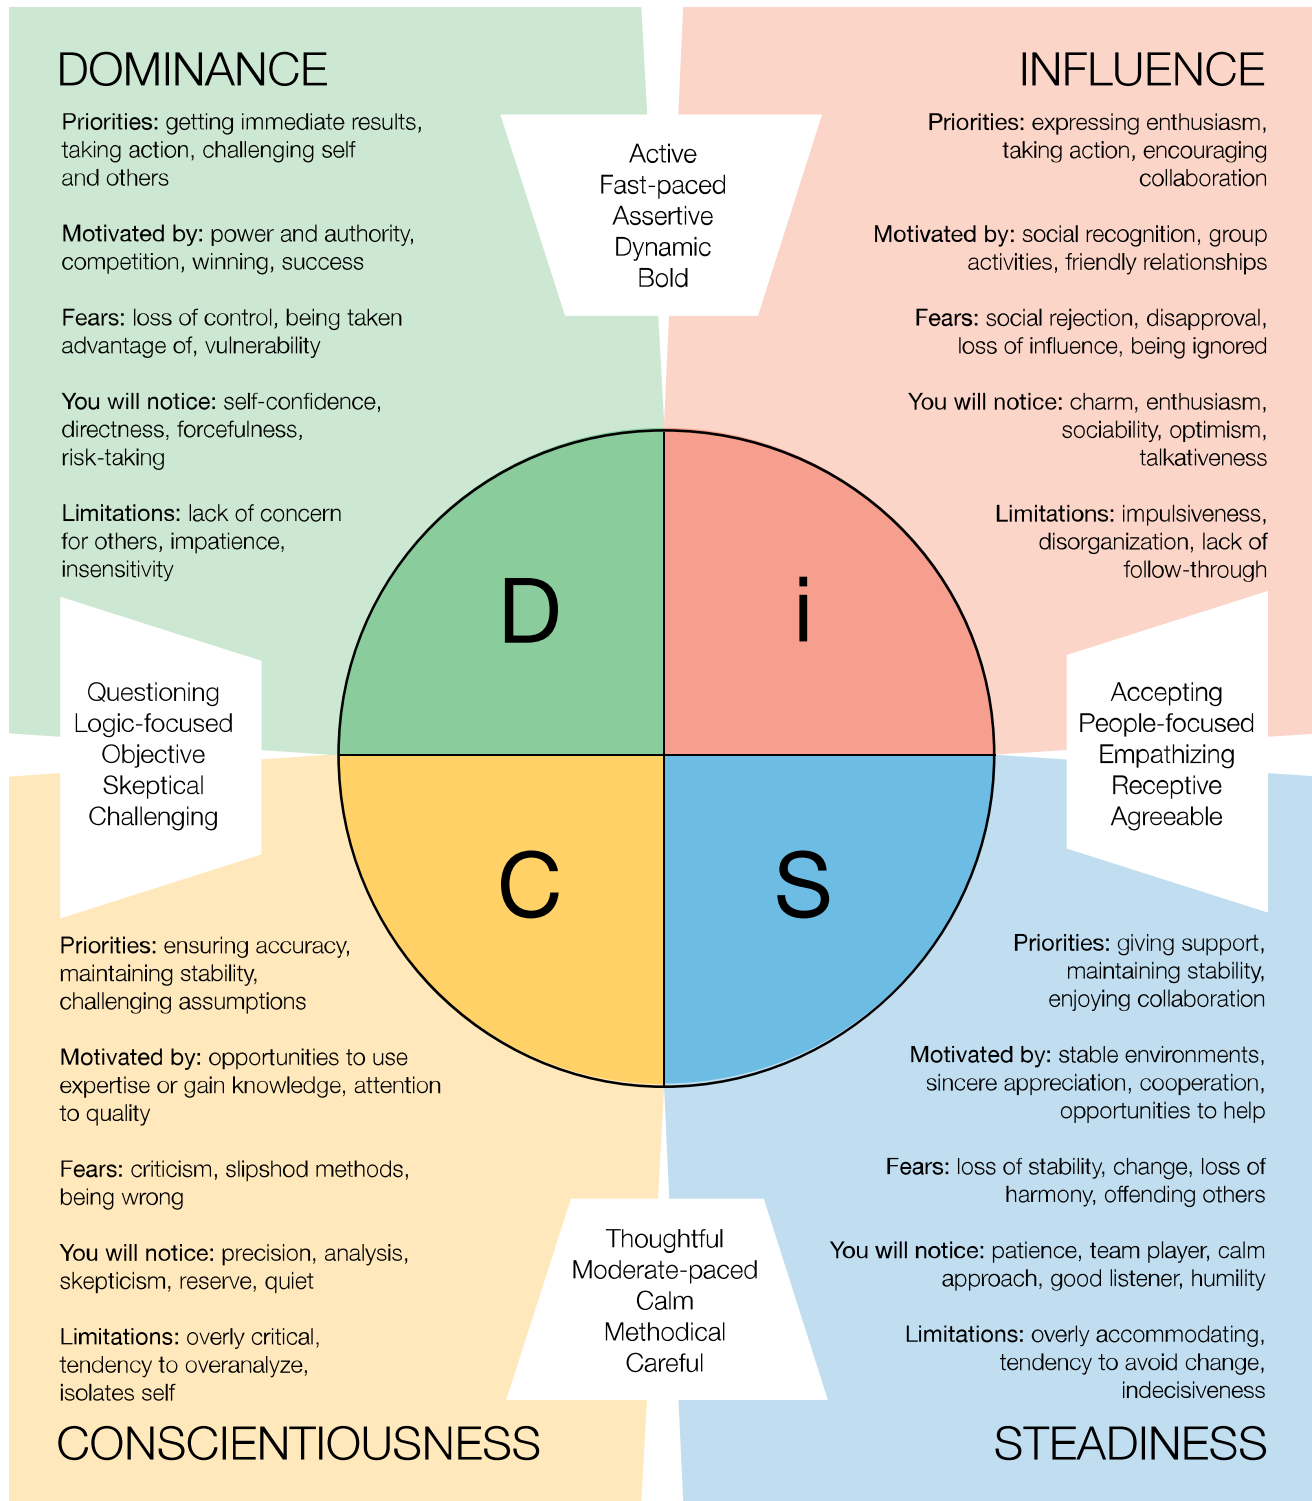 DOMINANCE
Priorities: getting immediate results,
taking action, challenging self
and others
Motivated by: power and authority,
competition, winning, success
Fears: loss of control, being taken
advantage of, vulnerability
You will notice: self-confidence,
directness, forcefulness,
risk-taking
Limitations: lack of concern
for others, impatience,
insensitivity
Active
Fast-paced
Assertive
Dynamic
Bold
INFLUENCE
Priorities: expressing enthusiasm,
taking action, encouraging
collaboration
Motivated by: social recognition, group
activities, friendly relationships
Fears: social rejection, disapproval,
loss of influence, being ignored
You will notice: charm, enthusiasm,
sociability, optimism,
talkativeness
Limitations: impulsiveness,
disorganization, lack of
follow-through
D
i
Questioning
Logic-focused
Objective
Skeptical
Challenging
Accepting
People-focused
Empathizing
Receptive
Agreeable
C
S
Priorities: ensuring accuracy,
maintaining stability,
challenging assumptions
Motivated by: opportunities to use
expertise or gain knowledge, attention
to quality
Fears: criticism, slipshod methods,
being wrong
You will notice: precision, analysis,
skepticism, reserve, quiet
Limitations: overly critical,
tendency to overanalyze,
isolates self
CONSCIENTIOUSNESS
Thoughtful
Moderate-paced
Calm
Methodical
Careful
Priorities: giving support,
maintaining stability,
enjoying collaboration
Motivated by: stable environments,
sincere appreciation, cooperation,
opportunities to help
Fears: loss of stability, change, loss of
harmony, offending others
You will notice: patience, team player, calm
approach, good listener, humility
Limitations: overly accommodating,
tendency to avoid change,
indecisiveness
STEADINESS